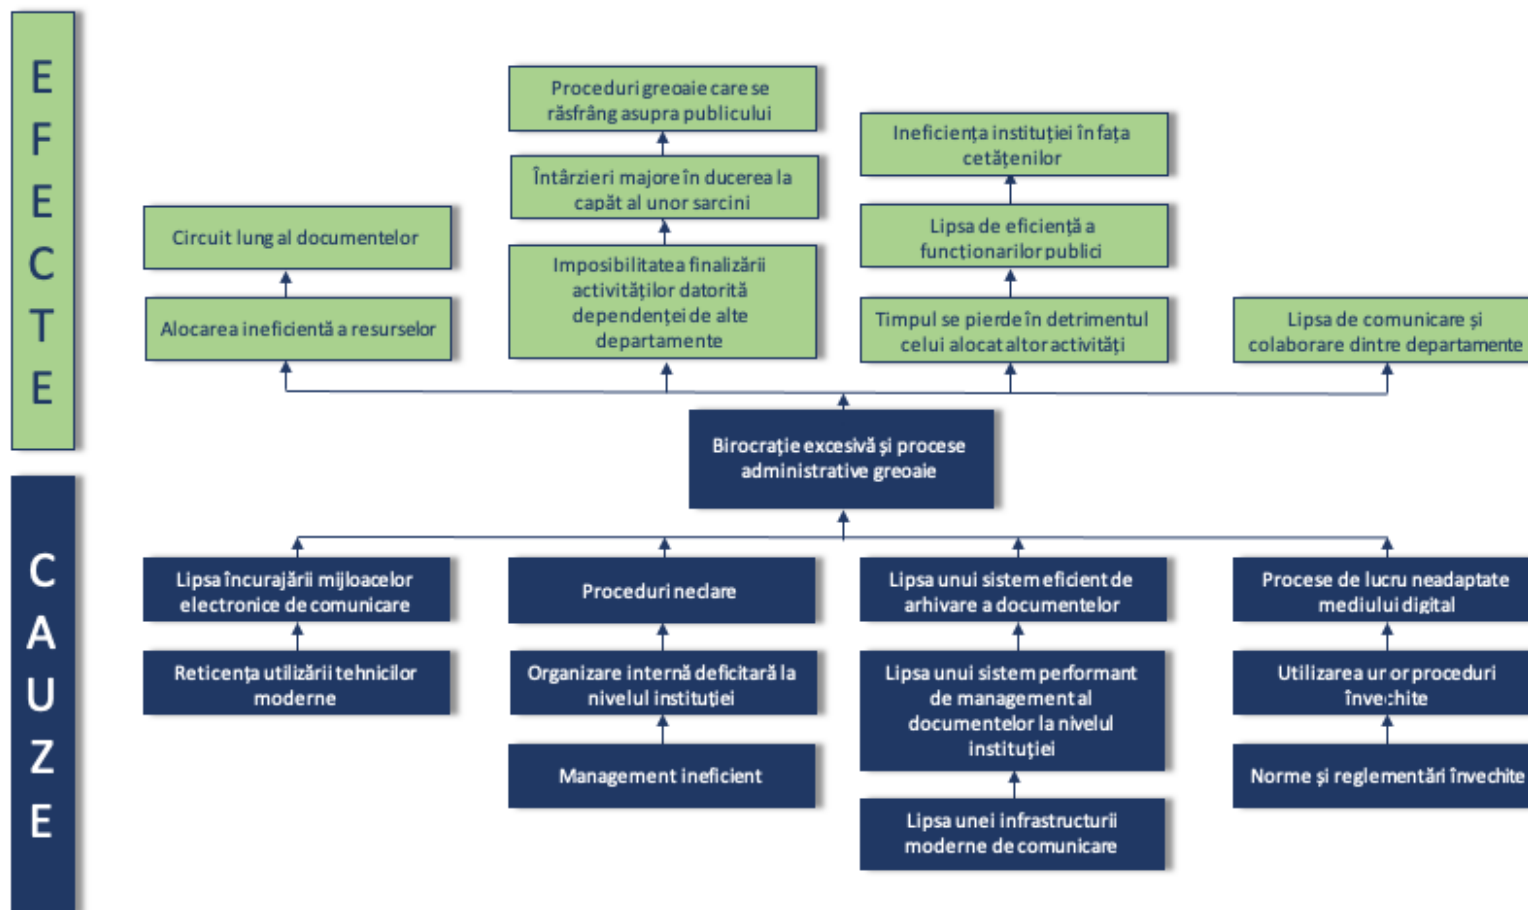 EFECTE
Proceduri greoaie care se
răsfrâng asupra publicului
Ineficiența instituției în fața
cetățenilor
Întârzieri majore în ducerea la
capăt al unor sarcini
Circuit lung al documentelor
Lipsa de eficiență a
funcționarilor publici
Imposibilitatea finalizării
activităților datorită
dependenței de alte
departamente
Alocarea ineficientă a resurselor
Timpul se pierde în detrimentul
celui alocat altor activități
Lipsa de comunicare și
colaborare dintre departamente
Birocrație excesivă și procese
administrative greoaie
CAUZE
Lipsa încurajării mijloacelor
electronice de comunicare
Proceduri neclare
Lipsa unui sistem eficient de
arhivare a documentelor
Procese de lucru neadaptate
mediului digital
Reticența utilizării tehnicilor
moderne
Organizare internă deficitară la
nivelul instituției
Lipsa unui sistem performant
de management al
documentelor la nivelul
instituției
Utilizarea unor proceduri
învechite
Management ineficient
Norme și reglementări învechite
Lipsa unei infrastructurii
moderne de comunicare